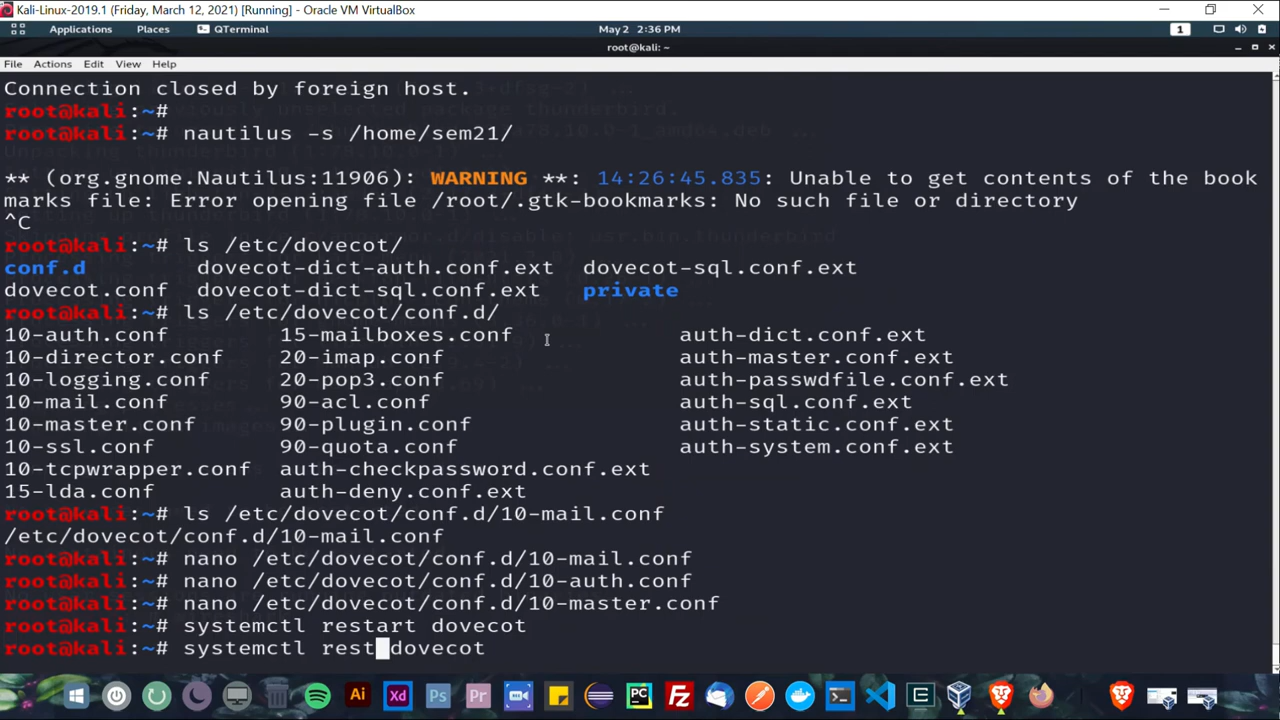 Kali-Linux-2019.1 (Friday, March 12, 2021) [Running] - Oracle VM VirtualBox
Applications Places QTerminal May 2 2:36 PM 1
root@kali: ~
File Actions Edit View Help
Connection closed by foreign host.
root@kali:~#
root@kali:~# nautilus -s /home/sem21/
** (org.gnome.Nautilus:11906): WARNING **: 14:26:45.835: Unable to get contents of the book
marks file: Error opening file /root/.gtk-bookmarks: No such file or directory
^C
root@kali:~# ls /etc/dovecot/
conf.d dovecot-dict-auth.conf.ext dovecot-sql.conf.ext
dovecot.conf dovecot-dict-sql.conf.ext private
root@kali:~# ls /etc/dovecot/conf.d/
10-auth.conf 15-mailboxes.conf auth-dict.conf.ext
10-director.conf 20-imap.conf auth-master.conf.ext
10-logging.conf 20-pop3.conf auth-passwdfile.conf.ext
10-mail.conf 90-acl.conf auth-sql.conf.ext
10-master.conf 90-plugin.conf auth-static.conf.ext
10-ssl.conf 90-quota.conf auth-system.conf.ext
10-tcpwrapper.conf auth-checkpassword.conf.ext
15-lda.conf auth-deny.conf.ext
root@kali:~# ls /etc/dovecot/conf.d/10-mail.conf
/etc/dovecot/conf.d/10-mail.conf
root@kali:~# nano /etc/dovecot/conf.d/10-mail.conf
root@kali:~# nano /etc/dovecot/conf.d/10-auth.conf
root@kali:~# nano /etc/dovecot/conf.d/10-master.conf
root@kali:~# systemctl restart dovecot
root@kali:~# systemctl rest dovecot
Ai Xd Ps Pr PC Fz